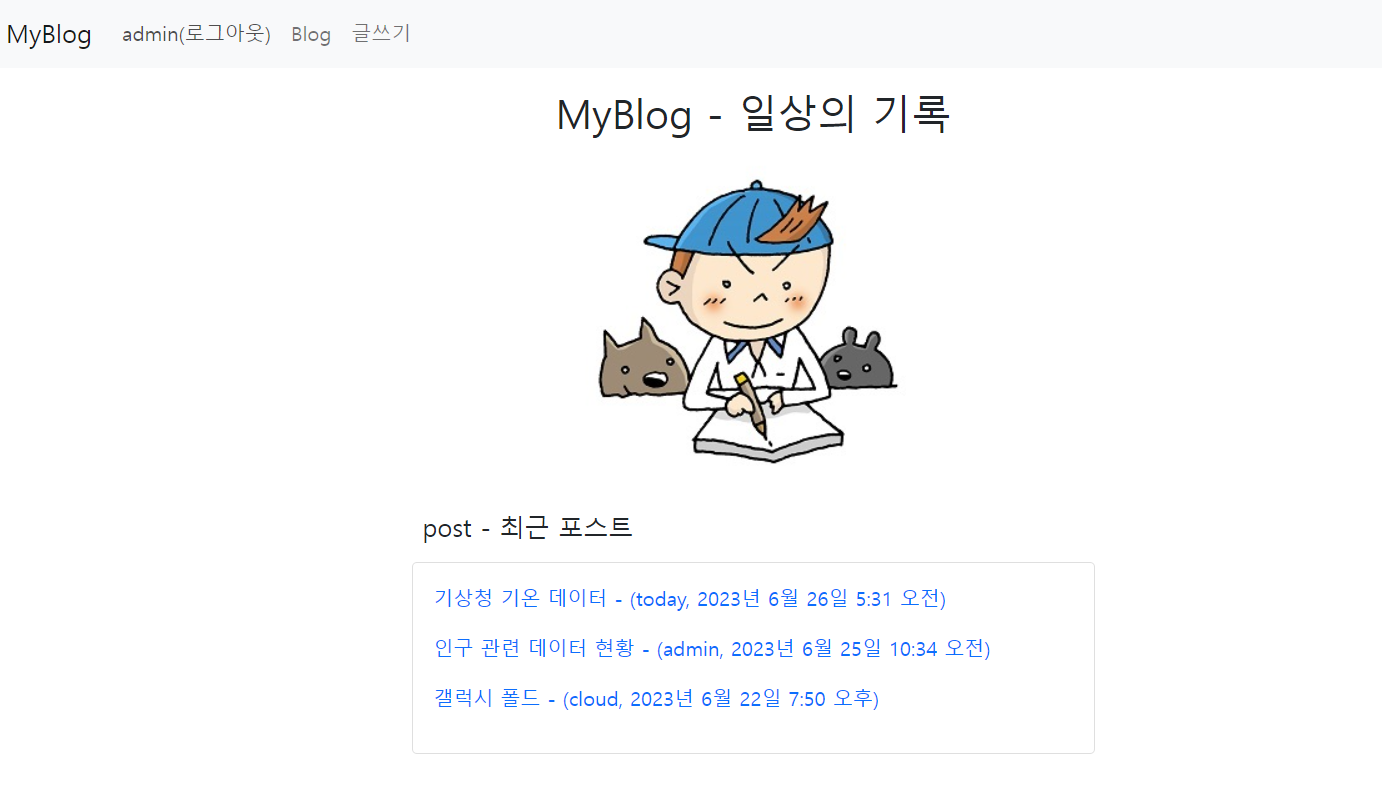 MyBlog admin(로그아웃) Blog 글쓰기
MyBlog - 일상의 기록
post - 최근 포스트
기상청 기온 데이터 - (today, 2023년 6월 26일 5:31 오전)
인구 관련 데이터 현황 - (admin, 2023년 6월 25일 10:34 오전)
갤럭시 폴드 - (cloud, 2023년 6월 22일 7:50 오후)